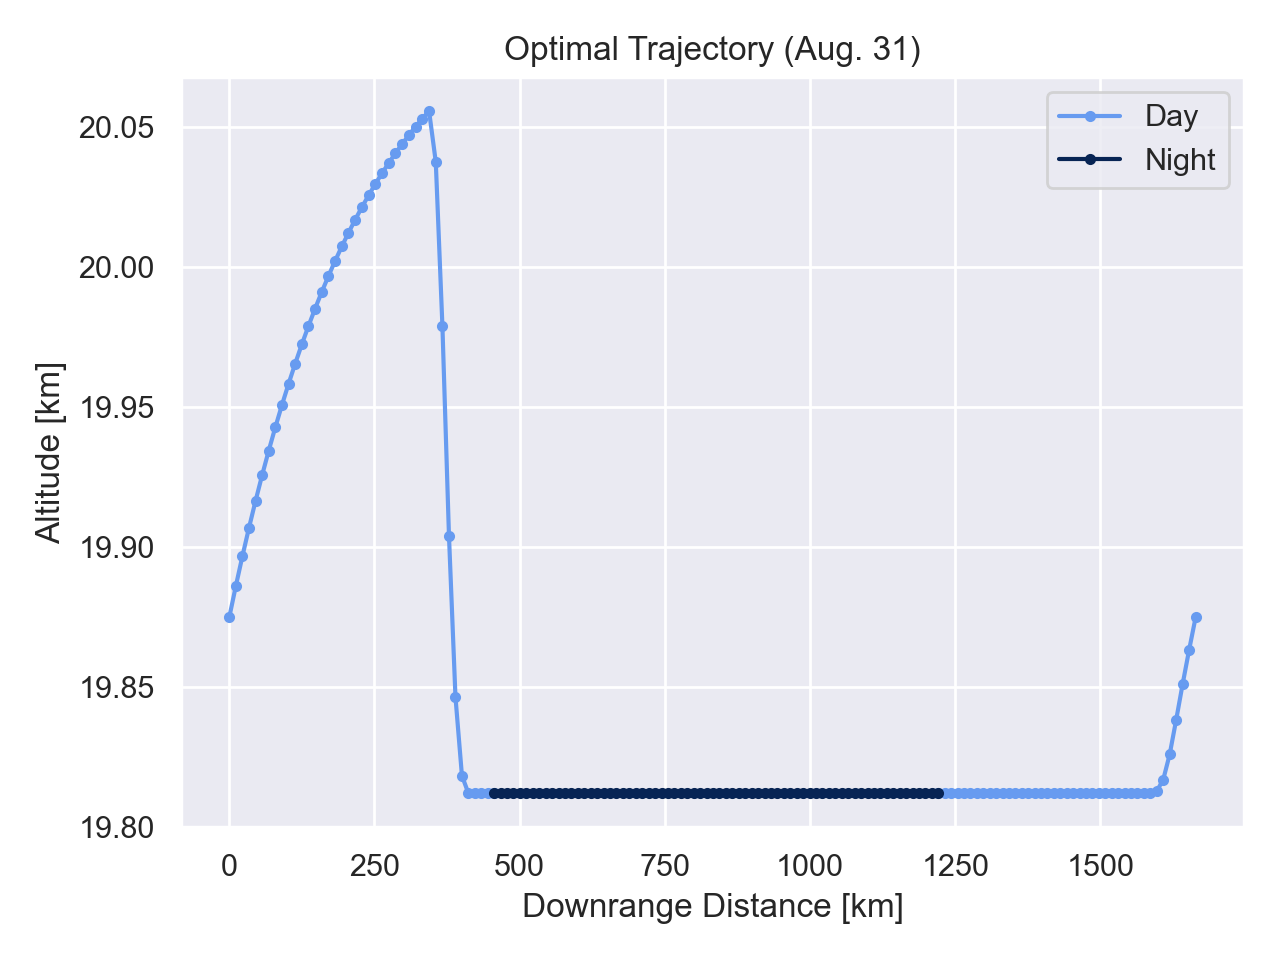 Optimal Trajectory (Aug. 31)
Day
Night
20.05
20.00
19.95
19.90
19.85
19.80
Altitude [km]
0 250 500 750 1000 1250 1500
Downrange Distance [km]